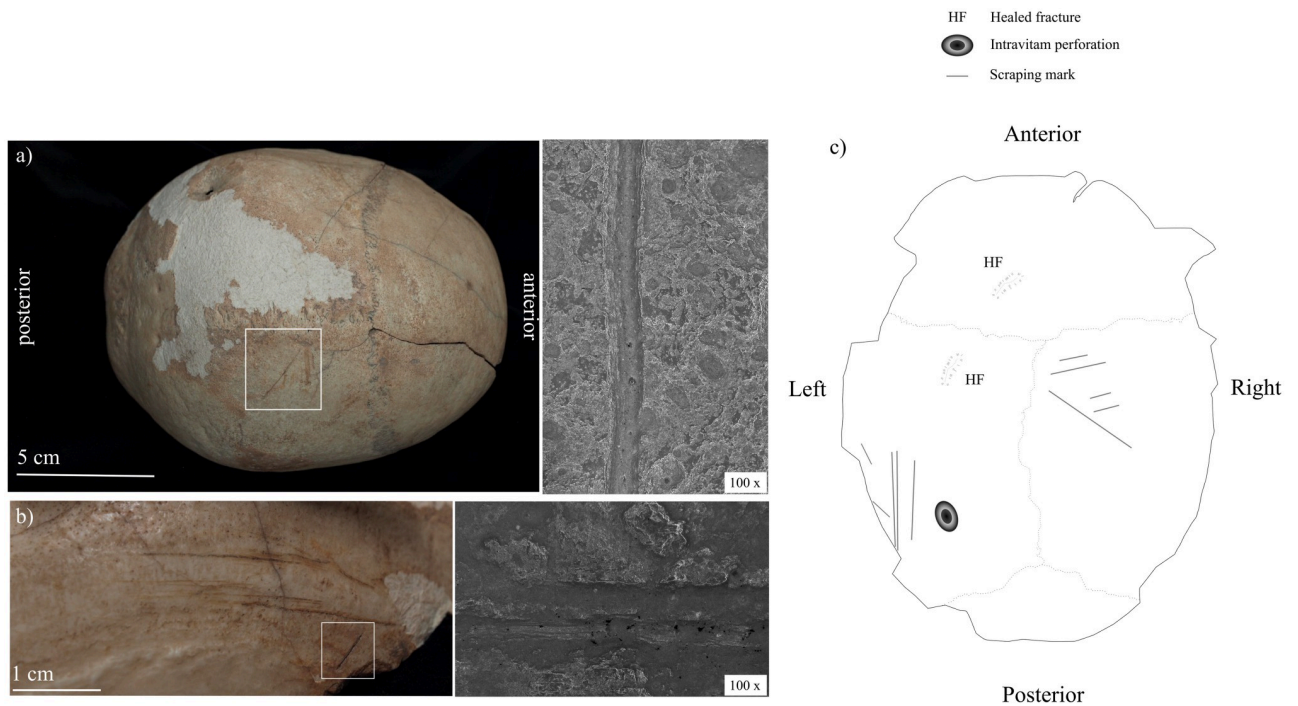 HF Healed fracture
Intravitam perforation
Scraping mark
a)
posterior
anterior
5 cm
100 x
b)
1 cm
100 x
c)
Anterior
HF
HF
Left
Right
Posterior